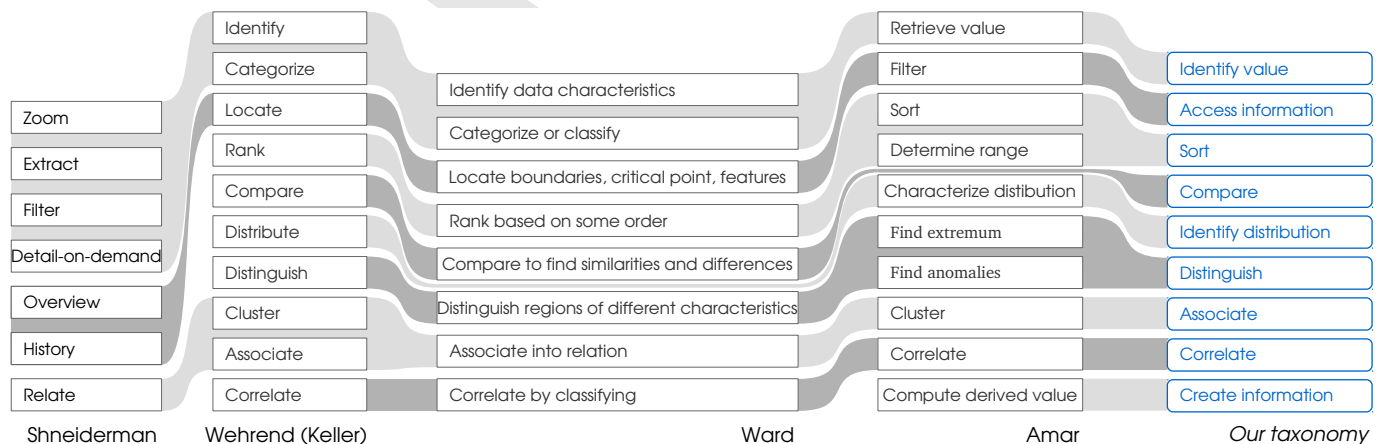 Zoom
Extract
Filter
Detail-on-demand
Overview
History
Relate
Shneiderman
Identify
Categorize
Locate
Rank
Compare
Distribute
Distinguish
Cluster
Associate
Correlate
Wehrend (Keller)
Identify data characteristics
Categorize or classify
Locate boundaries, critical point, features
Rank based on some order
Compare to find similarities and differences
Distinguish regions of different characteristics
Associate into relation
Correlate by classifying
Ward
Retrieve value
Filter
Sort
Determine range
Characterize distibution
Find extremum
Find anomalies
Cluster
Correlate
Compute derived value
Amar
Identify value
Access information
Sort
Compare
Identify distribution
Distinguish
Associate
Correlate
Create information
Our taxonomy